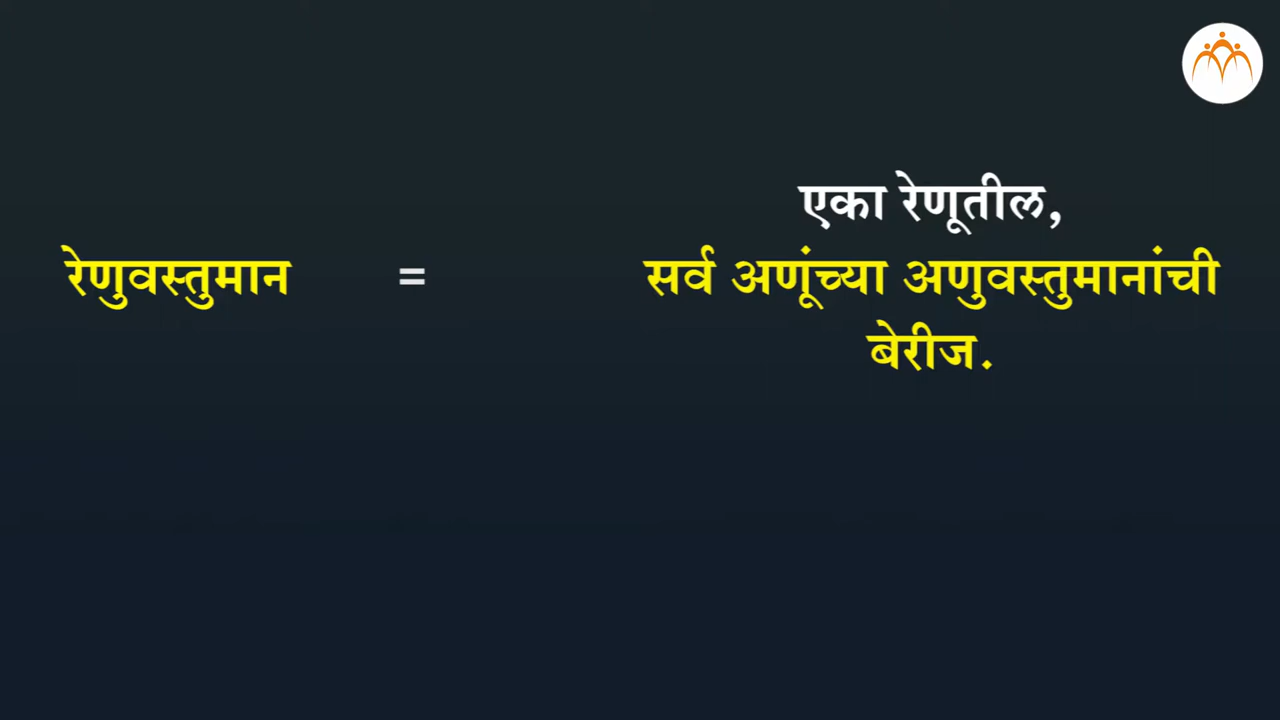 एका रेणूतील,
रेणुवस्तुमान = सर्व अणूंच्या अणुवस्तुमानांची
बेरीज.